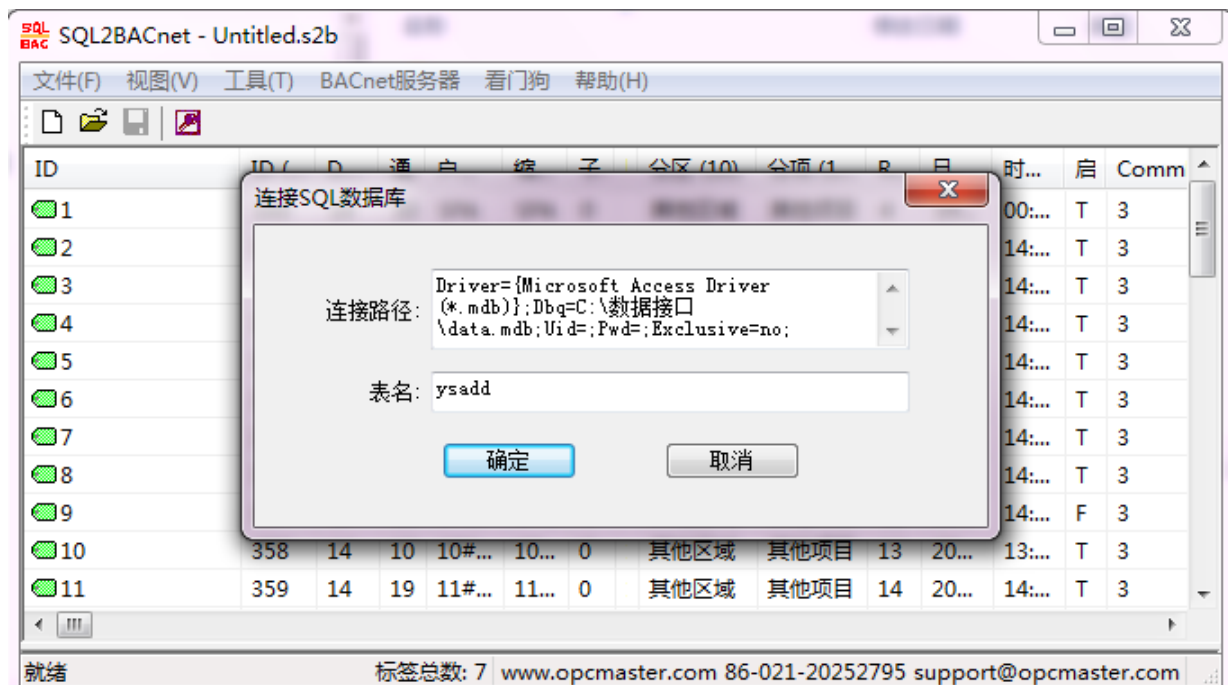 SQL BAC SQL2BACnet - Untitled.s2b
文件(F) 视图(V) 工具(T) BACnet服务器 看门狗 帮助(H)
ID 时... 启 Comm
连接SQL数据库
1 00:... T 3
2 14:... T 3
3 14:... T 3
4 14:... T 3
5 14:... T 3
6 14:... T 3
7 14:... T 3
8 14:... T 3
9 14:... F 3
连接路径:
Driver={Microsoft Access Driver
(*.mdb)};Dbq=C:\数据接口
\data.mdb;Uid=;Pwd=;Exclusive=no;
表名: ysadd
确定 取消
10 358 14 10 10#... 10... 0 其他区域 其他项目 13 20... 13:... T 3
11 359 14 19 11#... 11... 0 其他区域 其他项目 14 20... 14:... T 3
就绪 标签总数: 7 www.opcmaster.com 86-021-20252795 support@opcmaster.com